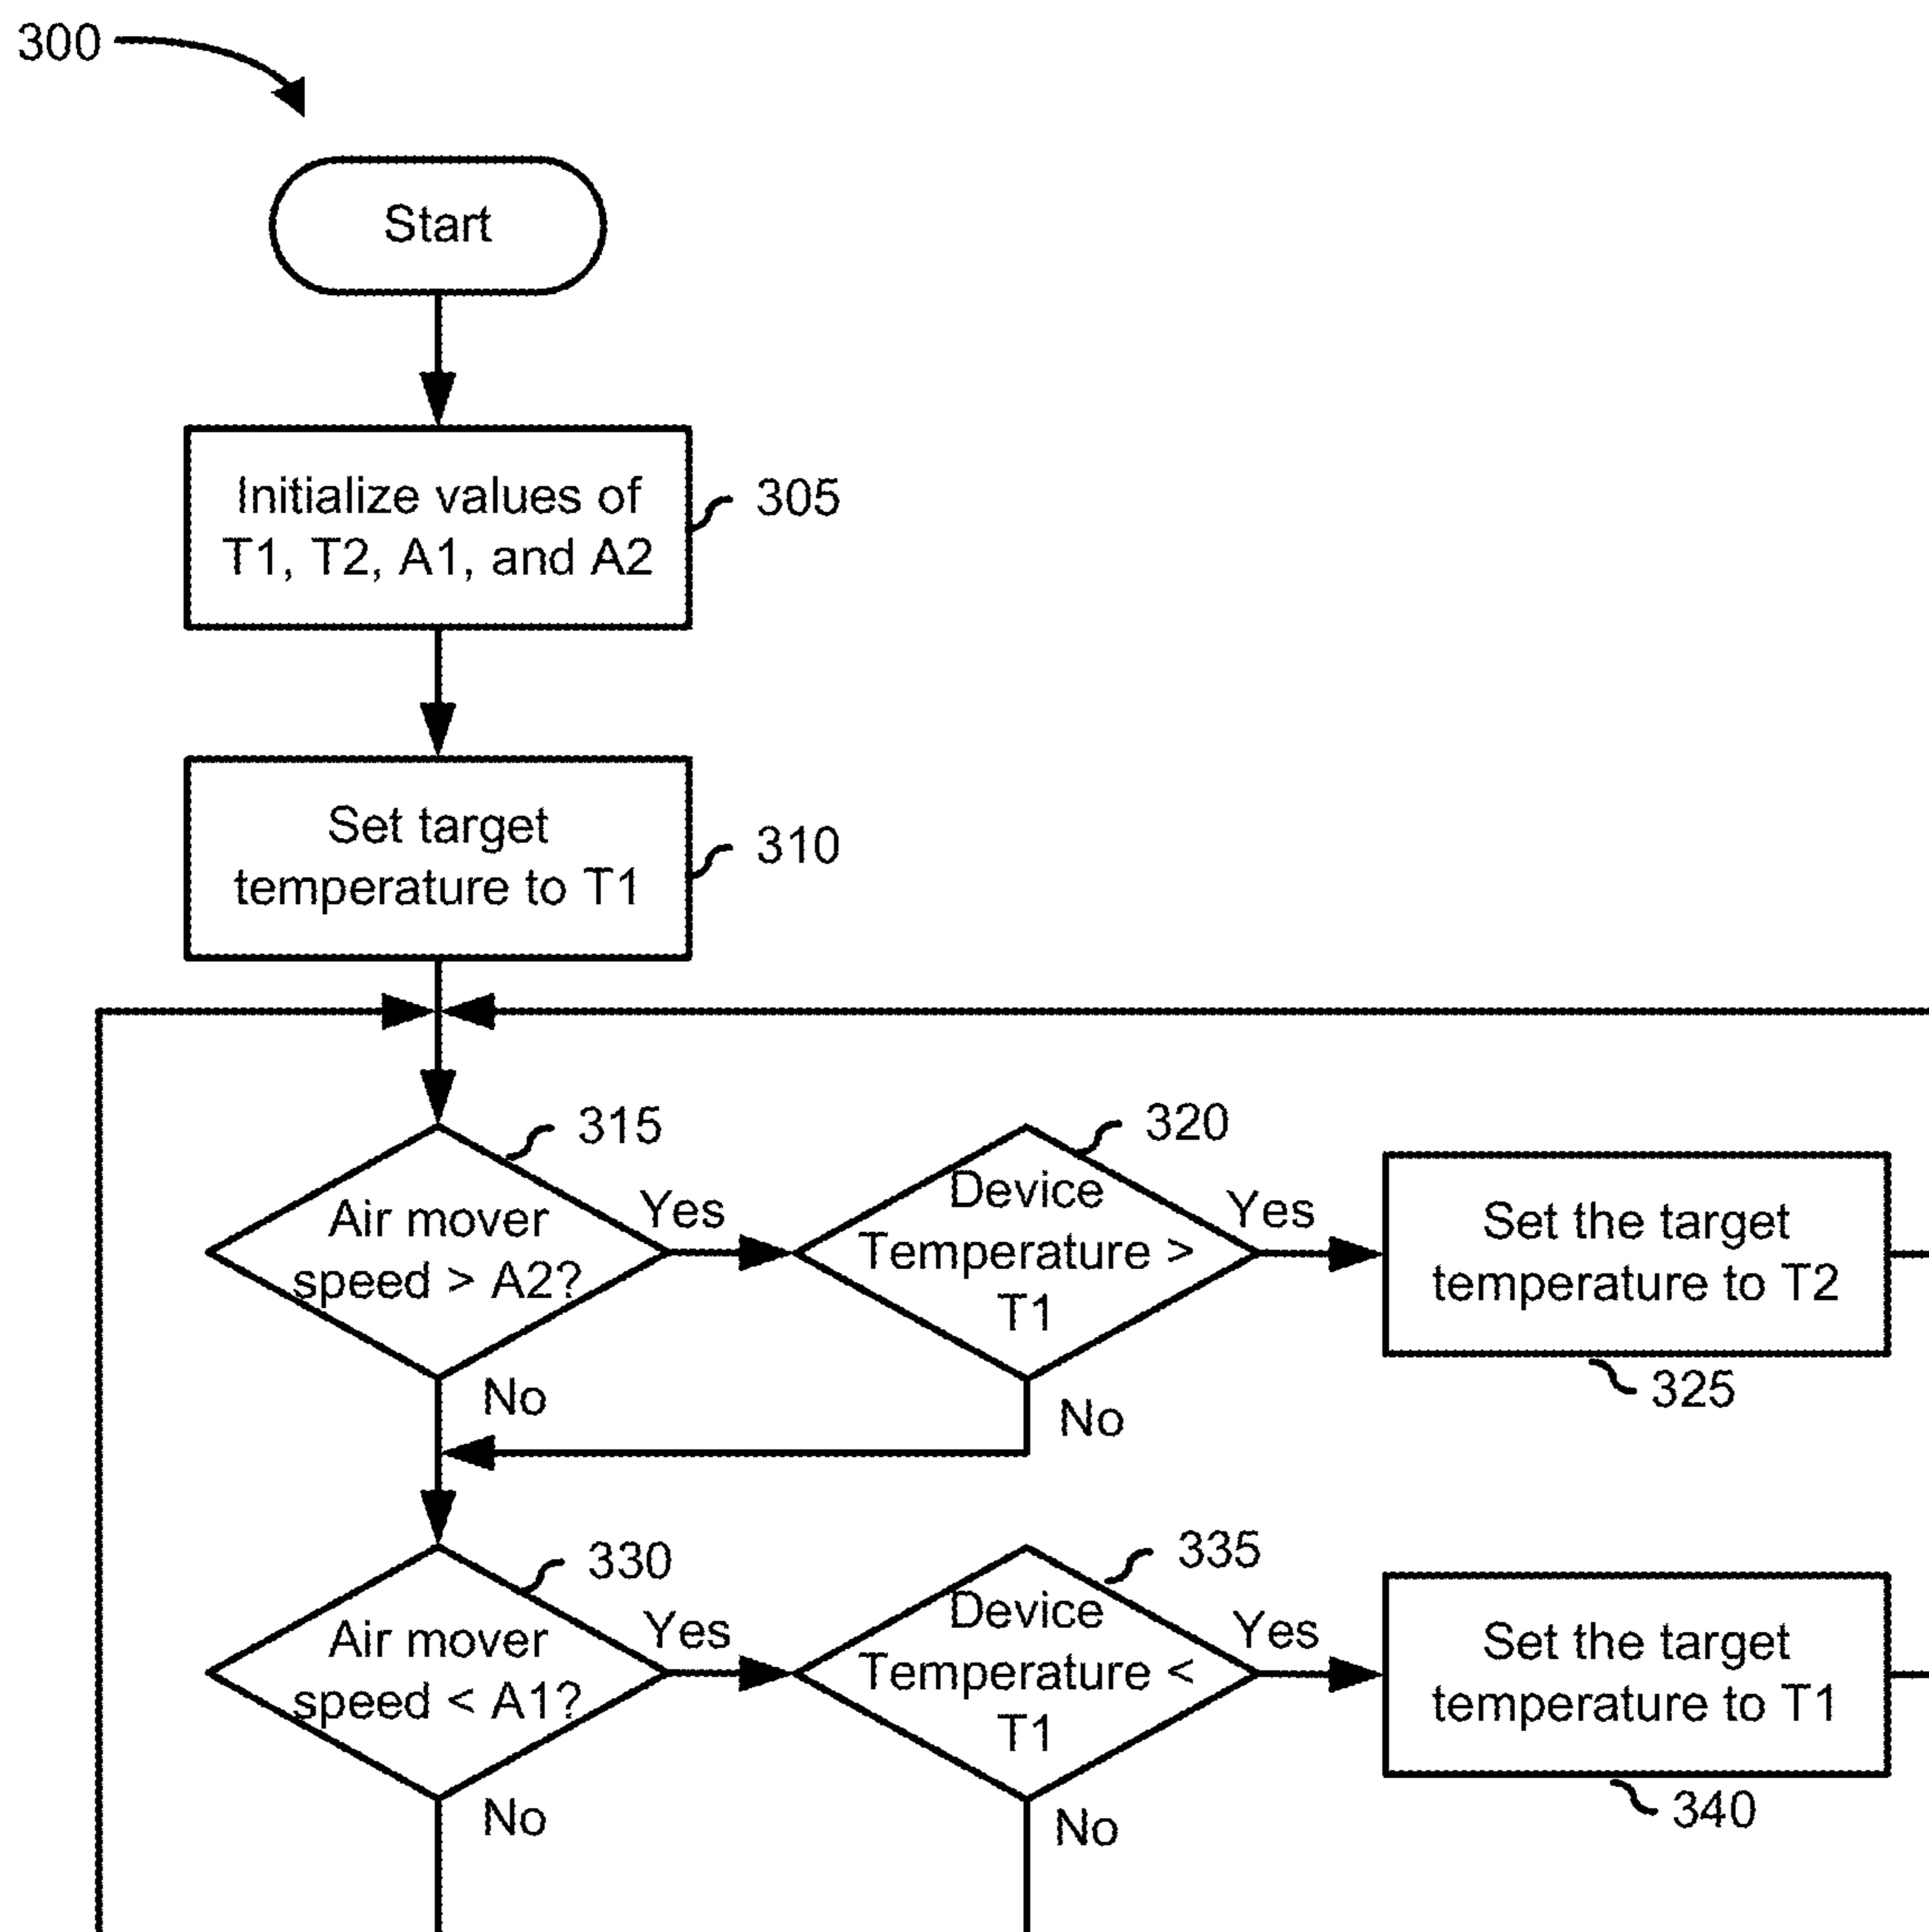 300
Start
Initialize values of
T1, T2, A1, and A2
305
Set target
temperature to T1
310
315
Air mover
speed > A2?
Yes
No
320
Device
Temperature >
T1
Yes
No
Set the target
temperature to T2
325
330
Air mover
speed < A1?
Yes
No
335
Device
Temperature <
T1
Yes
No
Set the target
temperature to T1
340